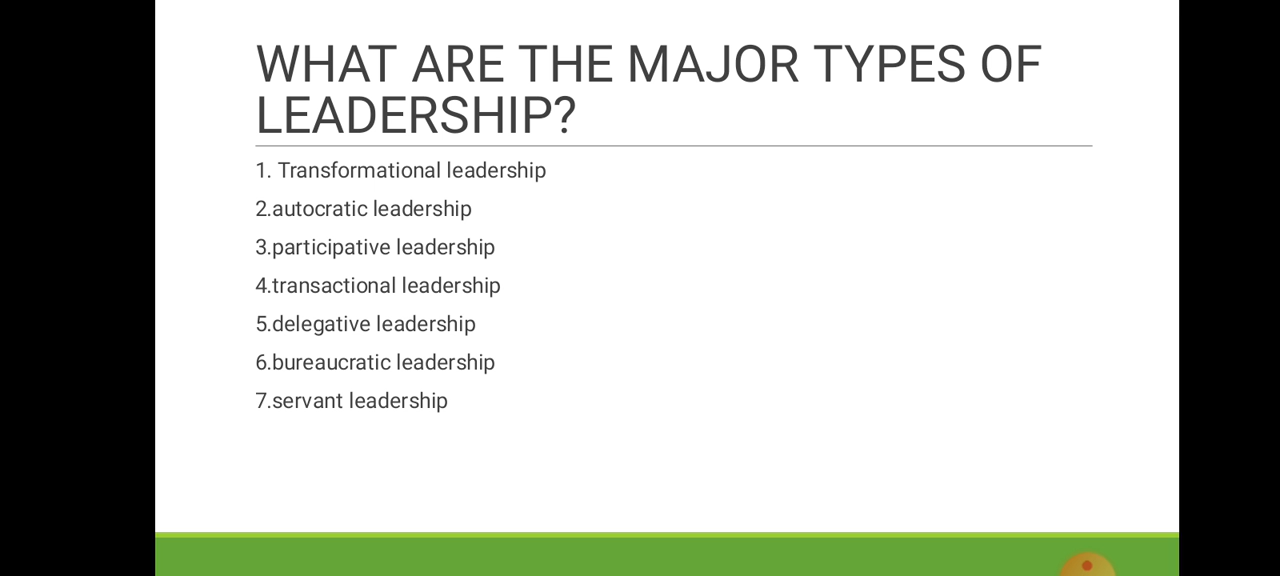 WHAT ARE THE MAJOR TYPES OF
LEADERSHIP?
1. Transformational leadership
2.autocratic leadership
3.participative leadership
4.transactional leadership
5.delegative leadership
6.bureaucratic leadership
7.servant leadership